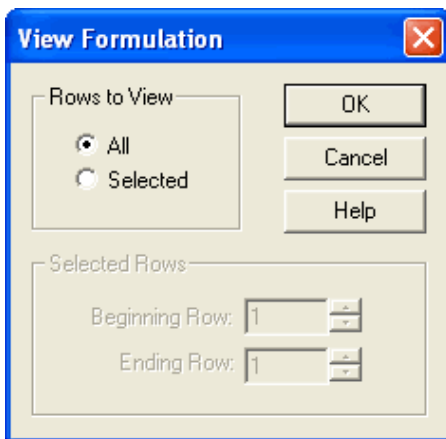 View Formulation
Rows to View
All
Selected
OK
Cancel
Help
Selected Rows
Beginning Row: 1
Ending Row: 1